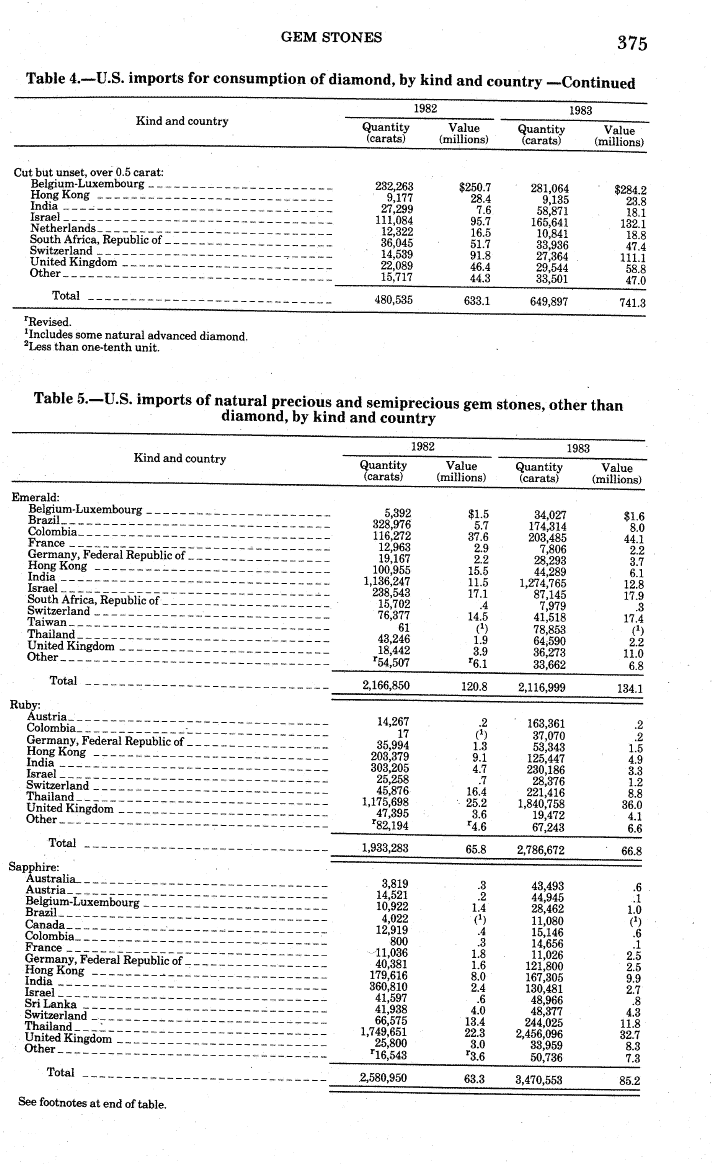 GEM STONES
375
Table 4.—U.S. imports for consumption of diamond, by kind and country —Continued
Kind and country 1982 1983
Quantity (carats) Value (millions) Quantity (carats) Value (millions)
Cut but unset, over 0.5 carat:
Belgium-Luxembourg 232,263 $250.7 281,064 $284.2
Hong Kong 9,177 28.4 9,135 23.8
India 27,299 7.6 58,871 18.1
Israel 111,084 95.7 165,641 132.1
Netherlands 12,322 16.5 10,841 18.8
South Africa, Republic of 36,045 51.7 33,936 47.4
Switzerland 14,539 91.8 27,364 111.1
United Kingdom 22,089 46.4 29,544 58.8
Other 15,717 44.3 33,501 47.0
Total 480,535 633.1 649,897 741.3
ʳRevised.
¹Includes some natural advanced diamond.
²Less than one-tenth unit.
Table 5.—U.S. imports of natural precious and semiprecious gem stones, other than
diamond, by kind and country
Kind and country 1982 1983
Quantity (carats) Value (millions) Quantity (carats) Value (millions)
Emerald:
Belgium-Luxembourg 5,392 $1.5 34,027 $1.6
Brazil 328,976 5.7 174,314 8.0
Colombia 116,272 37.6 203,485 44.1
France 12,963 2.9 7,806 2.2
Germany, Federal Republic of 19,167 2.2 28,293 3.7
Hong Kong 100,955 15.5 44,289 6.1
India 1,136,247 11.5 1,274,765 12.8
Israel 238,543 17.1 87,145 17.9
South Africa, Republic of 15,702 .4 7,979 .3
Switzerland 76,377 14.5 41,518 17.4
Taiwan 61 (¹) 78,853 (¹)
Thailand 43,246 1.9 64,590 2.2
United Kingdom 18,442 3.9 36,273 11.0
Other ʳ54,507 ʳ6.1 33,662 6.8
Total 2,166,850 120.8 2,116,999 134.1
Ruby:
Austria 14,267 .2 163,361 .2
Colombia 17 (¹) 37,070 .2
Germany, Federal Republic of 35,994 1.3 53,343 1.5
Hong Kong 203,379 9.1 125,447 4.9
India 303,205 4.7 230,186 3.3
Israel 25,258 .7 28,376 1.2
Switzerland 45,876 16.4 221,416 8.8
Thailand 1,175,698 25.2 1,840,758 36.0
United Kingdom 47,395 3.6 19,472 4.1
Other ʳ82,194 ʳ4.6 67,243 6.6
Total 1,933,283 65.8 2,786,672 66.8
Sapphire:
Australia 3,819 .3 43,493 .6
Austria 14,521 .2 44,945 .1
Belgium-Luxembourg 10,922 1.4 28,462 1.0
Brazil 4,022 (¹) 11,080 (¹)
Canada 12,919 .4 15,146 .6
Colombia 800 .3 14,656 .1
France 11,036 1.8 11,026 2.5
Germany, Federal Republic of 40,381 1.6 121,800 2.5
Hong Kong 179,616 8.0 167,305 9.9
India 360,810 2.4 130,481 2.7
Israel 41,597 .6 48,966 .8
Sri Lanka 41,938 4.0 48,377 4.3
Switzerland 66,575 13.4 244,025 11.8
Thailand 1,749,651 22.3 2,456,096 32.7
United Kingdom 25,800 3.0 33,959 8.3
Other ʳ16,543 ʳ3.6 50,736 7.3
Total 2,580,950 63.3 3,470,553 85.2
See footnotes at end of table.